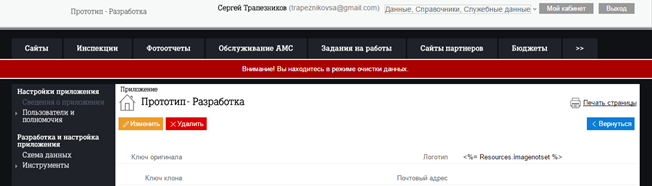 Прототип - Разработка
Сергей Трапезников (trapeznikovsa@gmail.com) Данные, Справочники, Служебные данные Мой кабинет Выход
Сайты Инспекции Фотоотчеты Обслуживание АМС Задания на работы Сайты партнеров Бюджеты >>
Внимание! Вы находитесь в режиме очистки данных.
Настройки приложения
Сведения о приложении
Пользователи и
полномочия
Разработка и настройка
приложения
Схема данных
Инструменты
Приложение
Прототип - Разработка
Печать страницы
Изменить Удалить Вернуться
Ключ оригинала Логотип <%= Resources.imagenotset %>
Ключ клона Почтовый адрес